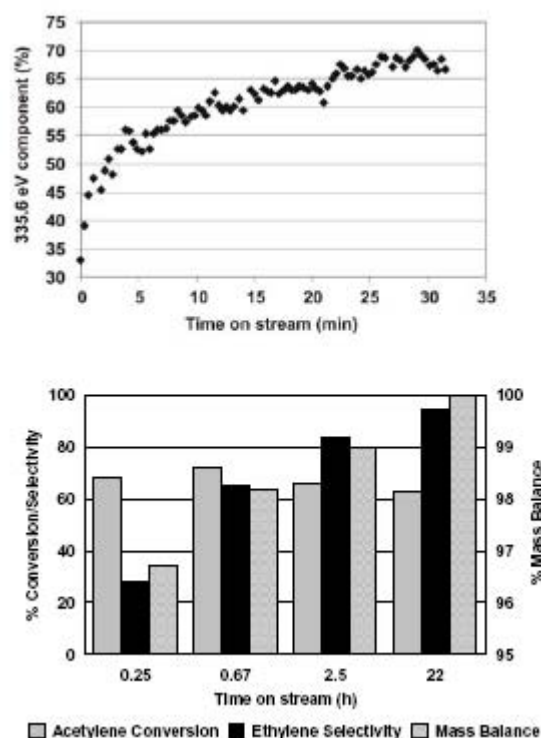 75
70
65
60
55
50
45
40
35
30
335.6 eV component (%)
0 5 10 15 20 25 30 35
Time on stream (min)
100
80
60
40
20
0
% Conversion/Selectivity
100
99
98
97
96
95
% Mass Balance
0.25 0.67 2.5 22
Time on stream (h)
Acetylene Conversion Ethylene Selectivity Mass Balance